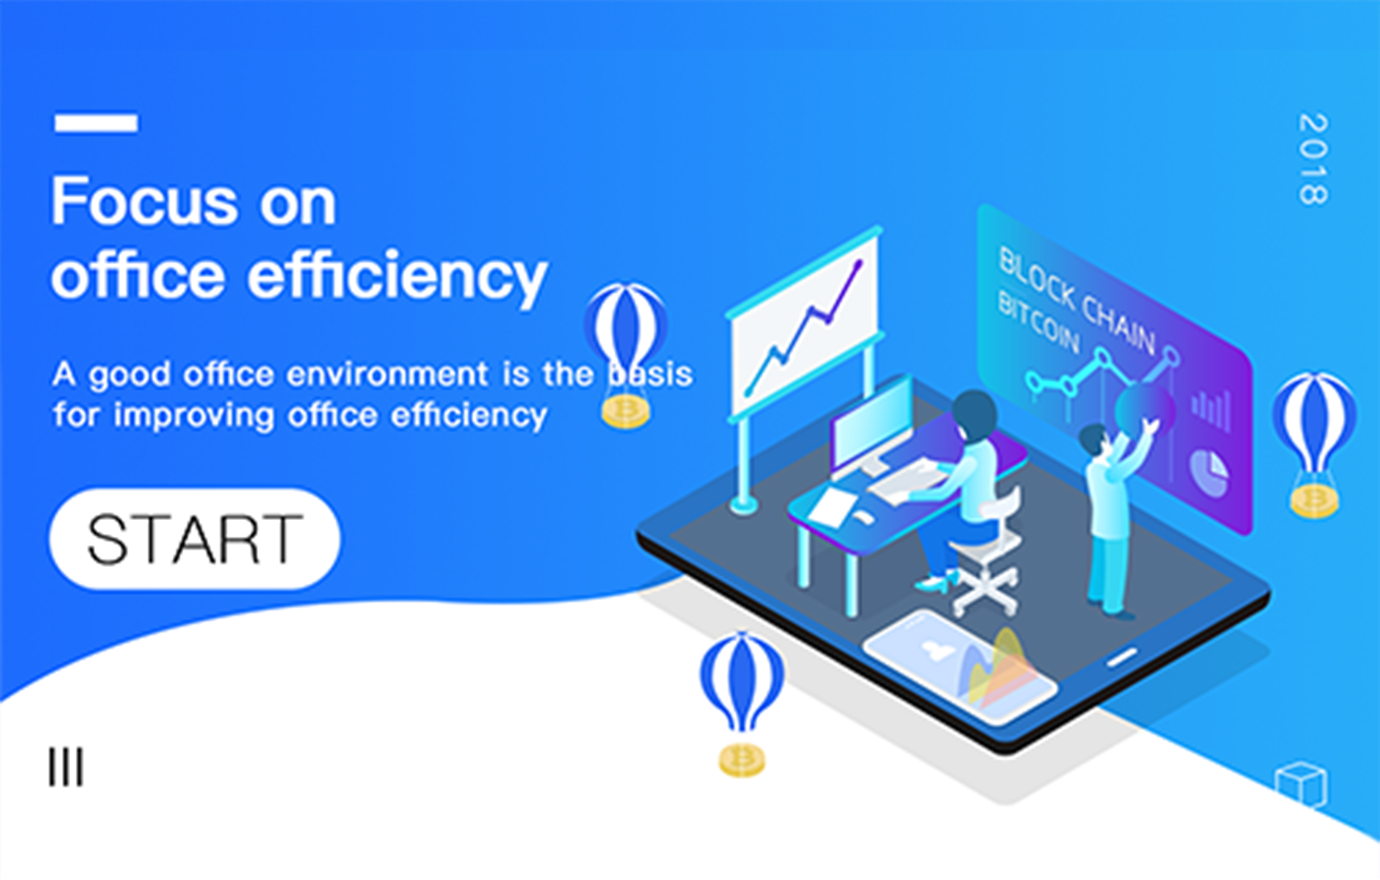 Focus on
office efficiency
A good office environment is the basis
for improving office efficiency
START
2018
BLOCK CHAIN
BITCOIN